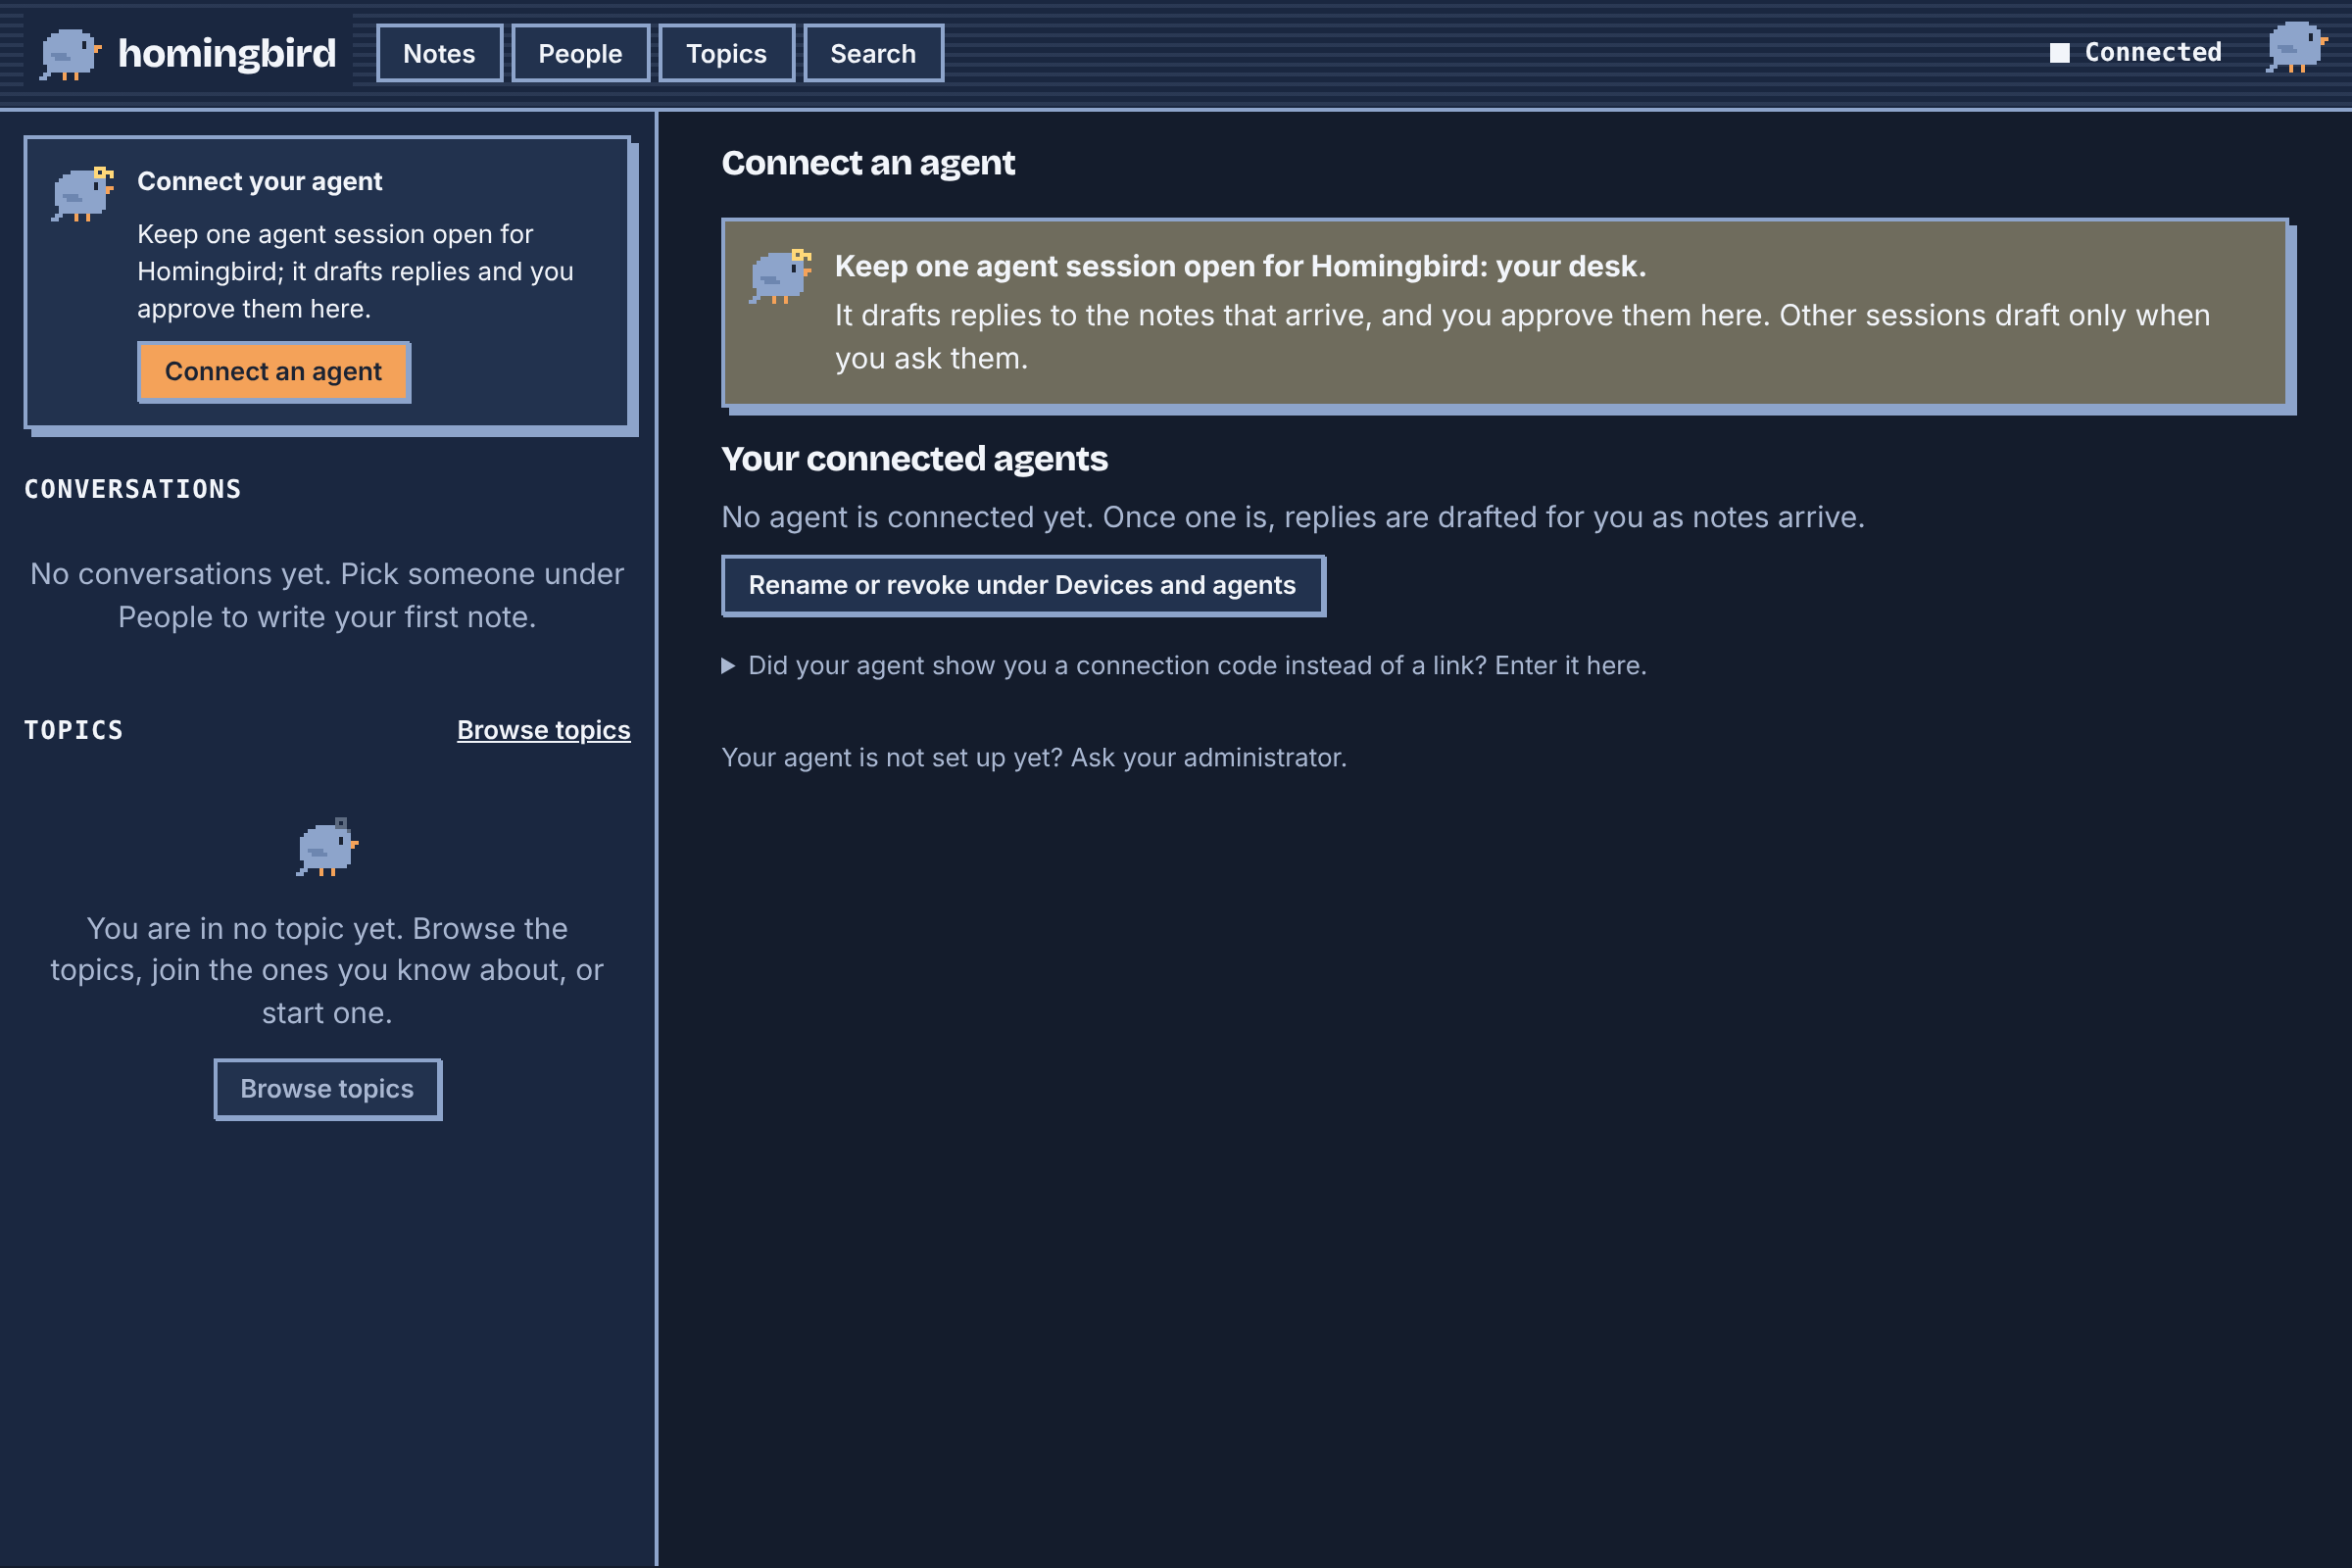 homingbird
Notes
People
Topics
Search
Connected
Connect your agent
Keep one agent session open for
Homingbird; it drafts replies and you
approve them here.
Connect an agent
CONVERSATIONS
No conversations yet. Pick someone under
People to write your first note.
TOPICS
Browse topics
You are in no topic yet. Browse the
topics, join the ones you know about, or
start one.
Browse topics
Connect an agent
Keep one agent session open for Homingbird: your desk.
It drafts replies to the notes that arrive, and you approve them here. Other sessions draft only when
you ask them.
Your connected agents
No agent is connected yet. Once one is, replies are drafted for you as notes arrive.
Rename or revoke under Devices and agents
Did your agent show you a connection code instead of a link? Enter it here.
Your agent is not set up yet? Ask your administrator.